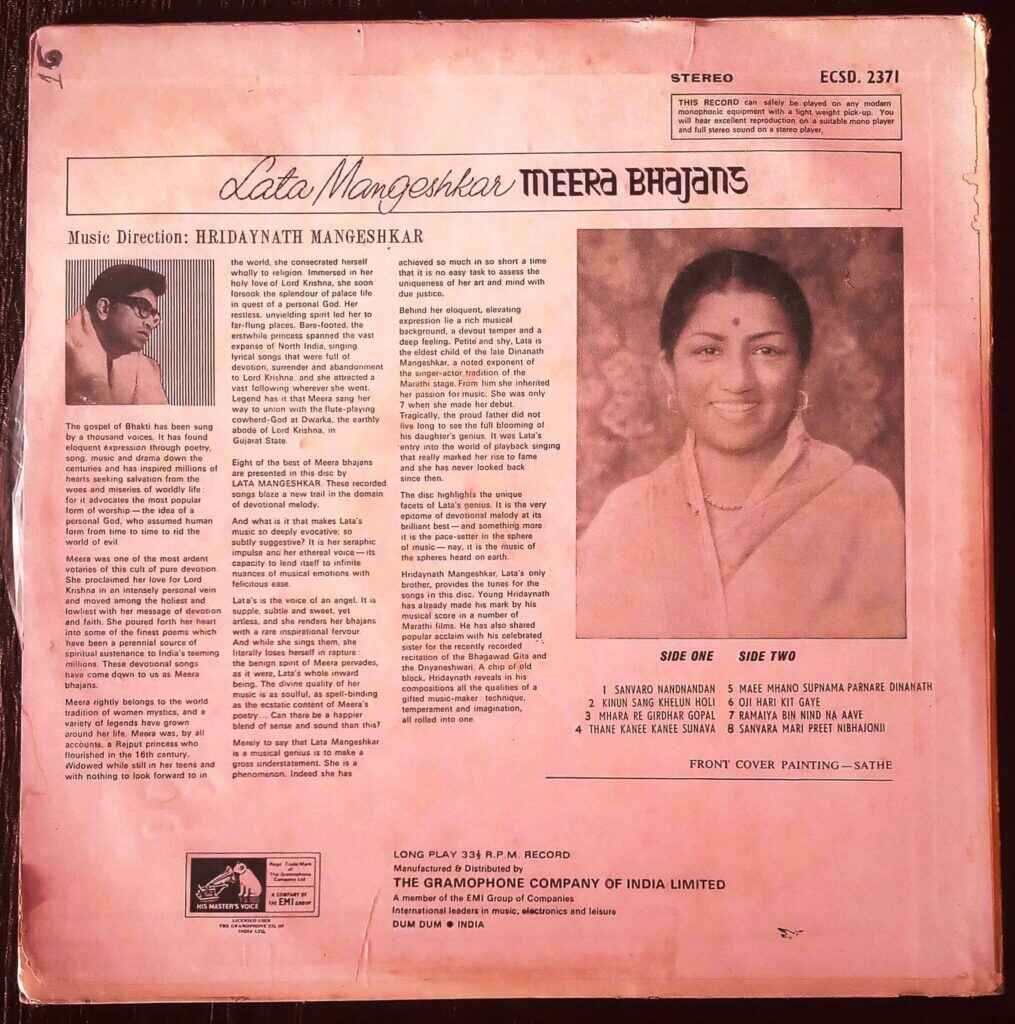 16
STEREO ECSD. 2371
THIS RECORD can safely be played on any modern
monophonic equipment with a light weight pick-up. You
will hear excellent reproduction on a suitable mono player
and full stereo sound on a stereo player.
Lata Mangeshkar MEERA BHAJANS
Music Direction: HRIDAYNATH MANGESHKAR
The gospel of Bhakti has been sung
by a thousand voices. It has found
eloquent expression through poetry,
song, music and drama down the
centuries and has inspired millions of
hearts seeking salvation from the
woes and miseries of worldly life:
for it advocates the most popular
form of worship — the idea of a
personal God, who assumed human
form from time to time to rid the
world of evil.
Meera was one of the most ardent
votaries of this cult of pure devotion.
She proclaimed her love for Lord
Krishna in an intensely personal vein
and moved among the holiest and
lowliest with her message of devotion
and faith. She poured forth her heart
into some of the finest poems which
have been a perennial source of
spiritual sustenance to India's teeming
millions. These devotional songs
have come down to us as Meera
bhajans.
Meera rightly belongs to the world
tradition of women mystics, and a
variety of legends have grown
around her life. Meera was, by all
accounts, a Rajput princess who
flourished in the 16th century.
Widowed while still in her teens and
with nothing to look forward to in
the world, she consecrated herself
wholly to religion. Immersed in her
holy love of Lord Krishna, she soon
forsook the splendour of palace life
in quest of a personal God. Her
restless, unyielding spirit led her to
far-flung places. Bare-footed, the
erstwhile princess spanned the vast
expanse of North India, singing
lyrical songs that were full of
devotion, surrender and abandonment
to Lord Krishna, and she attracted a
vast following wherever she went.
Legend has it that Meera sang her
way to union with the flute-playing
cowherd-God at Dwarka, the earthly
abode of Lord Krishna, in
Gujarat State.
Eight of the best of Meera bhajans
are presented in this disc by
LATA MANGESHKAR. These recorded
songs blaze a new trail in the domain
of devotional melody.
And what is it that makes Lata's
music so deeply evocative; so
subtly suggestive? It is her seraphic
impulse and her ethereal voice — its
capacity to lend itself to infinite
nuances of musical emotions with
felicitous ease.
Lata's is the voice of an angel. It is
supple, subtle and sweet, yet
artless, and she renders her bhajans
with a rare inspirational fervour.
And while she sings them, she
literally loses herself in rapture:
the benign spirit of Meera pervades,
as it were, Lata's whole inward
being. The divine quality of her
music is as soulful, as spell-binding
as the ecstatic content of Meera's
poetry... Can there be a happier
blend of sense and sound than this?
Merely to say that Lata Mangeshkar
is a musical genius is to make a
gross understatement. She is a
phenomenon. Indeed she has
achieved so much in so short a time
that it is no easy task to assess the
uniqueness of her art and mind with
due justice.
Behind her eloquent, elevating
expression lie a rich musical
background, a devout temper and a
deep feeling. Petite and shy, Lata is
the eldest child of the late Dinanath
Mangeshkar, a noted exponent of
the singer-actor tradition of the
Marathi stage. From him she inherited
her passion for music. She was only
7 when she made her debut.
Tragically, the proud father did not
live long to see the full blooming of
his daughter's genius. It was Lata's
entry into the world of playback singing
that really marked her rise to fame
and she has never looked back
since then.
The disc highlights the unique
facets of Lata's genius. It is the very
epitome of devotional melody at its
brilliant best — and something more
it is the pace-setter in the sphere
of music — nay, it is the music of
the spheres heard on earth.
Hridaynath Mangeshkar, Lata's only
brother, provides the tunes for the
songs in this disc. Young Hridaynath
has already made his mark by his
musical score in a number of
Marathi films. He has also shared
popular acclaim with his celebrated
sister for the recently recorded
recitation of the Bhagawad Gita and
the Dnyaneshwari. A chip of old
block, Hridaynath reveals in his
compositions all the qualities of a
gifted music-maker: technique,
temperament and imagination,
all rolled into one.
SIDE ONE SIDE TWO
1 SANVARO NANDNANDAN 5 MAEE MHANO SUPNAMA PARNARE DINANATH
2 KINUN SANG KHELUN HOLI 6 OJI HARI KIT GAYE
3 MHARA RE GIRDHAR GOPAL 7 RAMAIYA BIN NIND NA AAVE
4 THANE KANEE KANEE SUNAVA 8 SANVARA MARI PREET NIBHAJONJI
FRONT COVER PAINTING — SATHE
HIS MASTER'S VOICE
Regd. Trade Mark
of
The Gramophone
Company Ltd
A COMPANY OF
THE EMI GROUP
LICENSED USER
THE GRAMOPHONE CO. OF
INDIA LTD.
LONG PLAY 33⅓ R.P.M. RECORD
Manufactured & Distributed by
THE GRAMOPHONE COMPANY OF INDIA LIMITED
A member of the EMI Group of Companies
International leaders in music, electronics and leisure
DUM DUM ● INDIA